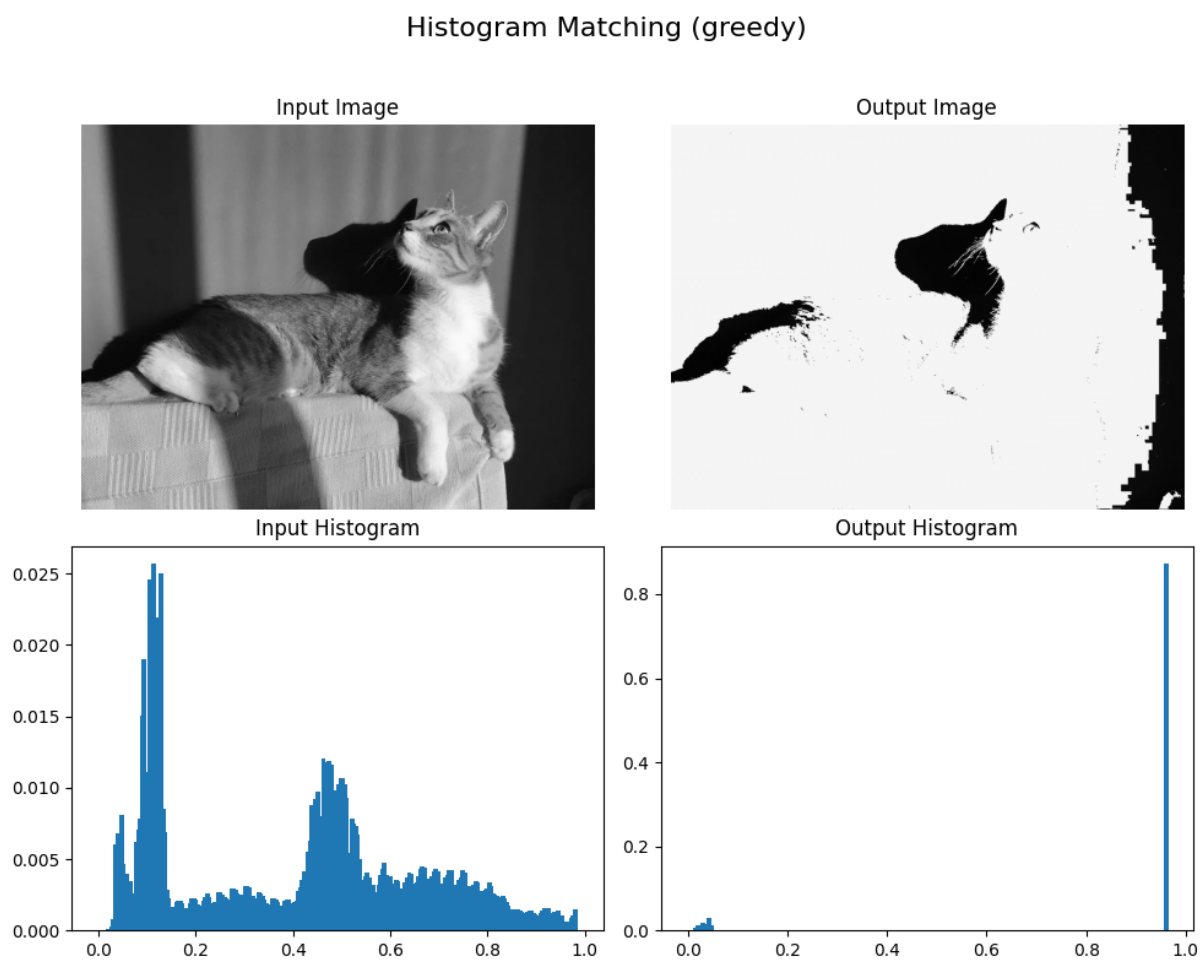 Histogram Matching (greedy)
Input Image
Output Image
Input Histogram
Output Histogram
0.025
0.020
0.015
0.010
0.005
0.000
0.0 0.2 0.4 0.6 0.8 1.0
0.8
0.6
0.4
0.2
0.0
0.0 0.2 0.4 0.6 0.8 1.0